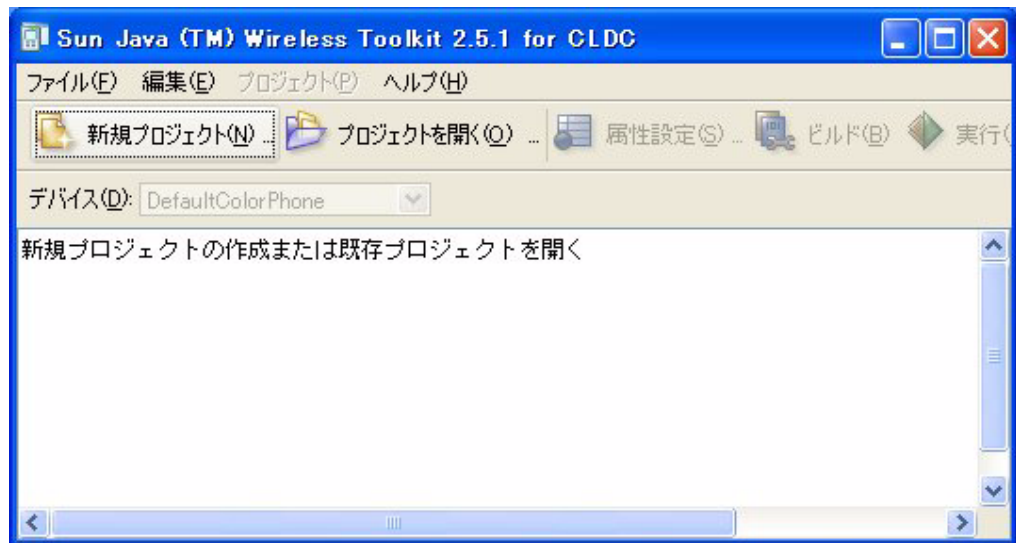 Sun Java (TM) Wireless Toolkit 2.5.1 for CLDC
ファイル(F) 編集(E) プロジェクト(P) ヘルプ(H)
新規プロジェクト(N) ... プロジェクトを開く(O) ... 属性設定(S) ... ビルド(B) 実行(
デバイス(D): DefaultColorPhone
新規プロジェクトの作成または既存プロジェクトを開く